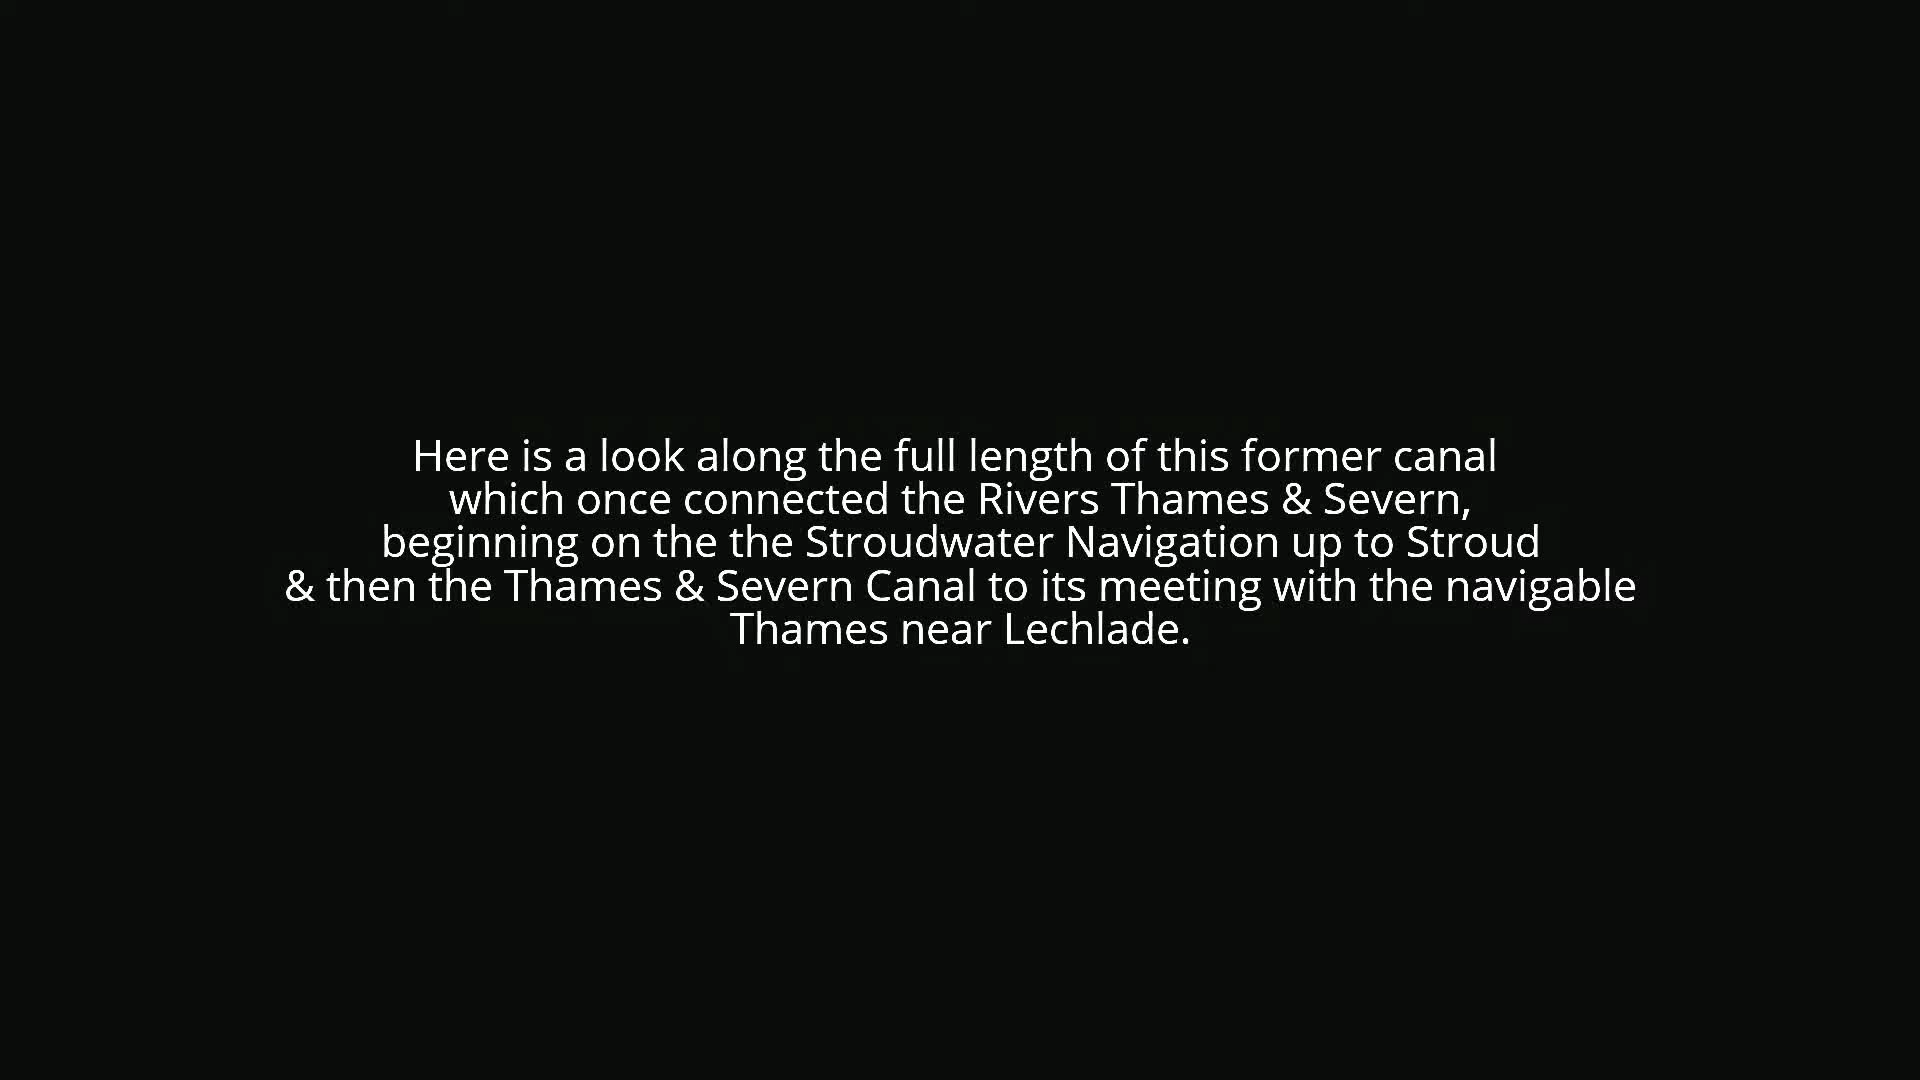 Here is a look along the full length of this former canal
which once connected the Rivers Thames & Severn,
beginning on the the Stroudwater Navigation up to Stroud
& then the Thames & Severn Canal to its meeting with the navigable
Thames near Lechlade.